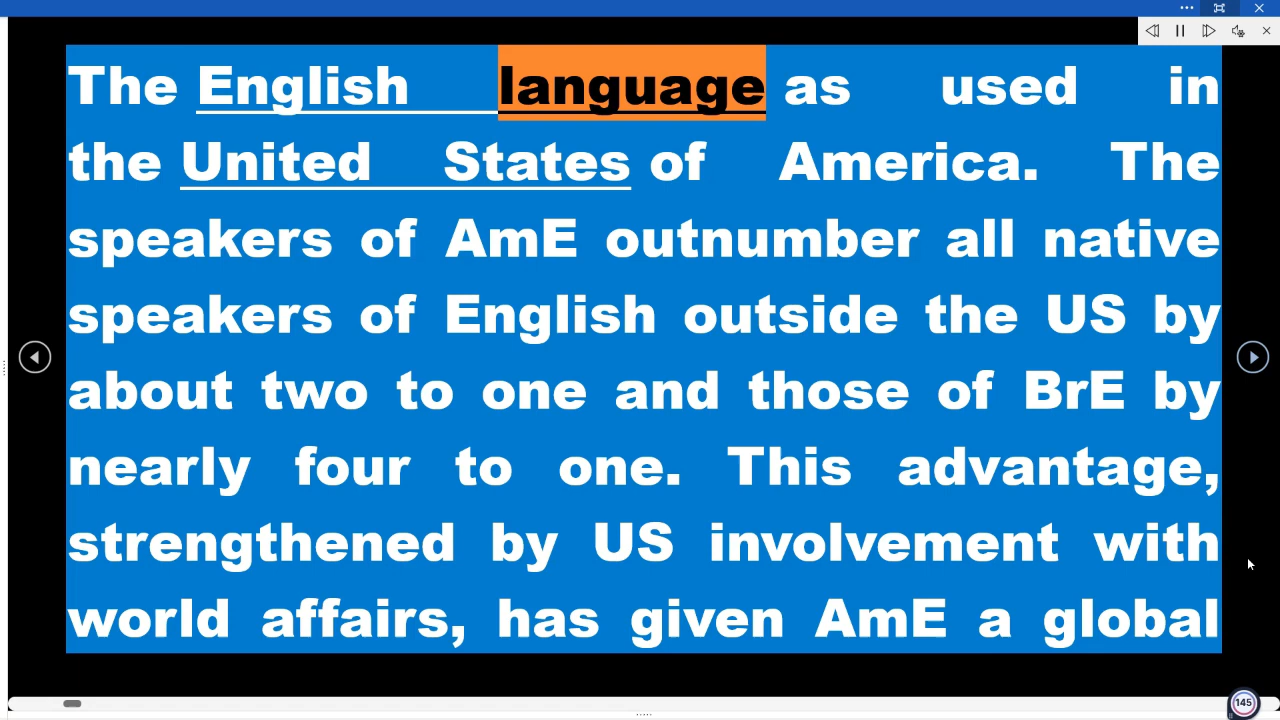 The English language as used in
the United States of America. The
speakers of AmE outnumber all native
speakers of English outside the US by
about two to one and those of BrE by
nearly four to one. This advantage,
strengthened by US involvement with
world affairs, has given AmE a global
145